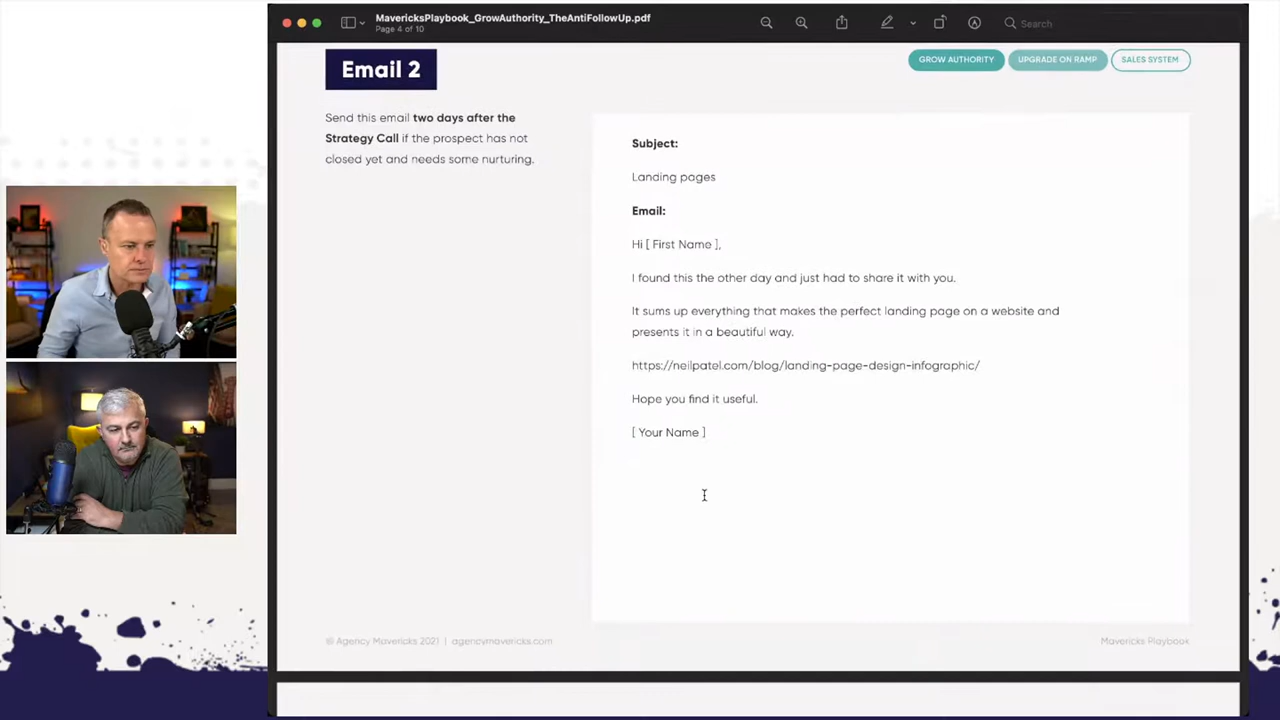 MavericksPlaybook_GrowAuthority_TheAntiFollowUp.pdf
Page 4 of 10
Search
Email 2
GROW AUTHORITY
UPGRADE ON RAMP
SALES SYSTEM
Send this email two days after the
Strategy Call if the prospect has not
closed yet and needs some nurturing.
Subject:
Landing pages
Email:
Hi [ First Name ],
I found this the other day and just had to share it with you.
It sums up everything that makes the perfect landing page on a website and
presents it in a beautiful way.
https://neilpatel.com/blog/landing-page-design-infographic/
Hope you find it useful.
[ Your Name ]
© Agency Mavericks 2021 | agencymavericks.com
Mavericks Playbook